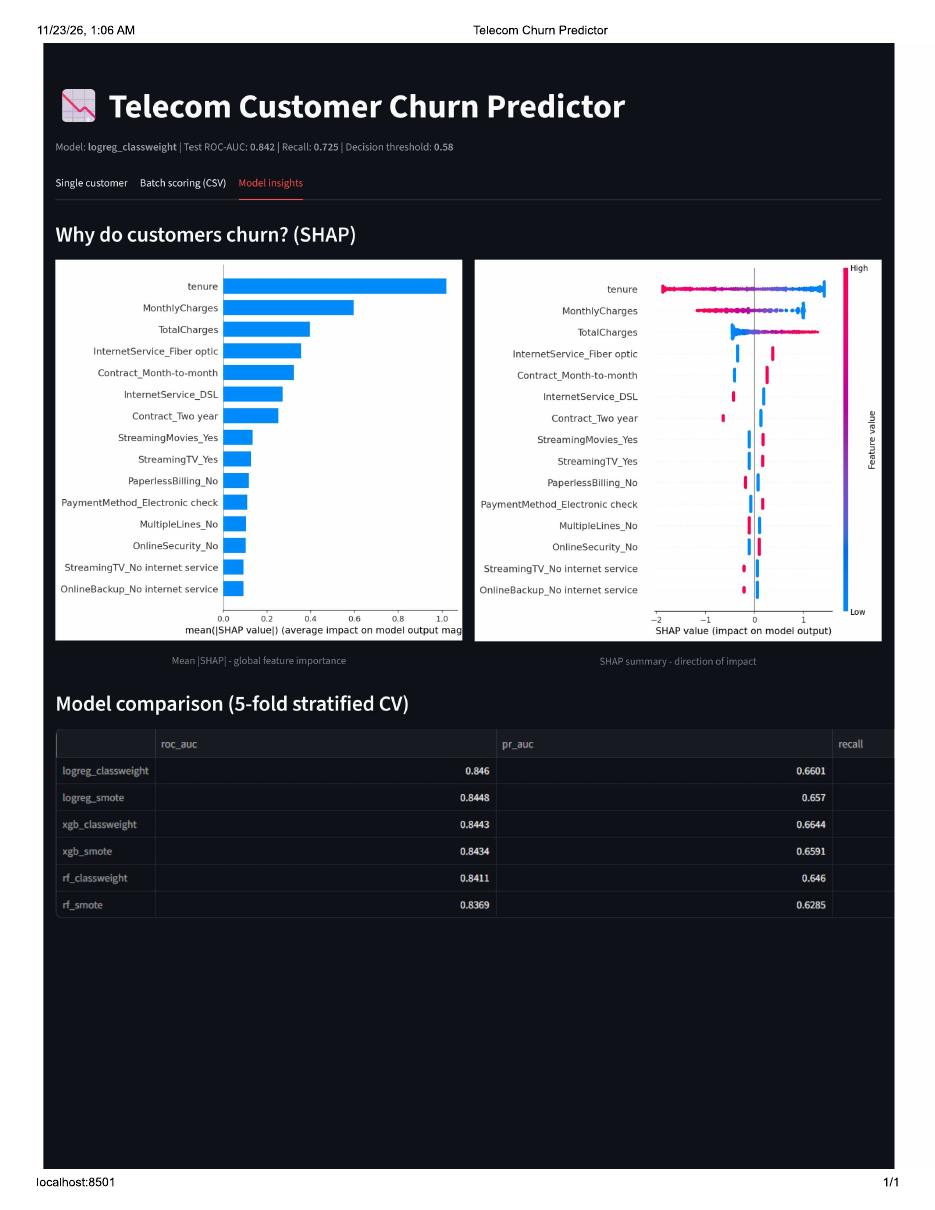 11/23/26, 1:06 AM Telecom Churn Predictor
Telecom Customer Churn Predictor
Model: logreg_classweight | Test ROC-AUC: 0.842 | Recall: 0.725 | Decision threshold: 0.58
Single customer Batch scoring (CSV) Model insights
Why do customers churn? (SHAP)
tenure
MonthlyCharges
TotalCharges
InternetService_Fiber optic
Contract_Month-to-month
InternetService_DSL
Contract_Two year
StreamingMovies_Yes
StreamingTV_Yes
PaperlessBilling_No
PaymentMethod_Electronic check
MultipleLines_No
OnlineSecurity_No
StreamingTV_No internet service
OnlineBackup_No internet service
0.0 0.2 0.4 0.6 0.8 1.0
mean(|SHAP value|) (average impact on model output mag
Mean |SHAP| - global feature importance
High
tenure
MonthlyCharges
TotalCharges
InternetService_Fiber optic
Contract_Month-to-month
InternetService_DSL
Contract_Two year
StreamingMovies_Yes
StreamingTV_Yes
PaperlessBilling_No
PaymentMethod_Electronic check
MultipleLines_No
OnlineSecurity_No
StreamingTV_No internet service
OnlineBackup_No internet service
Feature value
Low
−2 −1 0 1
SHAP value (impact on model output)
SHAP summary - direction of impact
Model comparison (5-fold stratified CV)
roc_auc pr_auc recall
logreg_classweight 0.846 0.6601
logreg_smote 0.8448 0.657
xgb_classweight 0.8443 0.6644
xgb_smote 0.8434 0.6591
rf_classweight 0.8411 0.646
rf_smote 0.8369 0.6285
localhost:8501 1/1